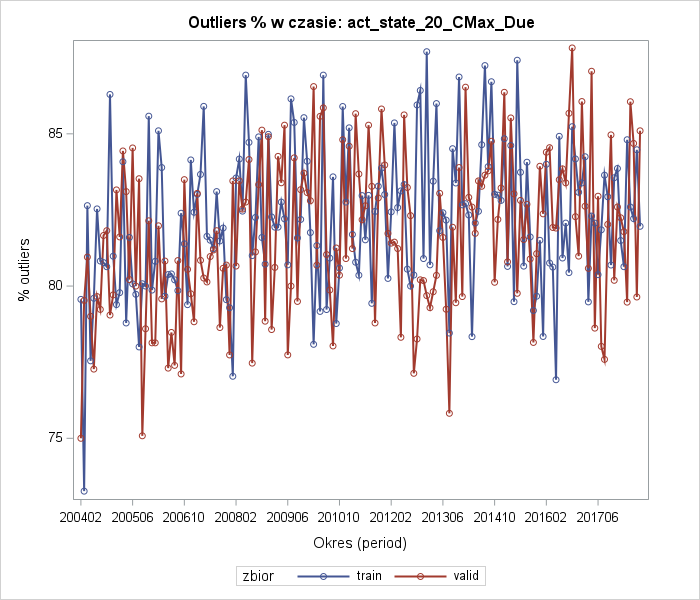 Outliers % w czasie: act_state_20_CMax_Due
% outliers
85
80
75
200402 200506 200610 200802 200906 201010 201202 201306 201410 201602 201706
Okres (period)
zbior train valid